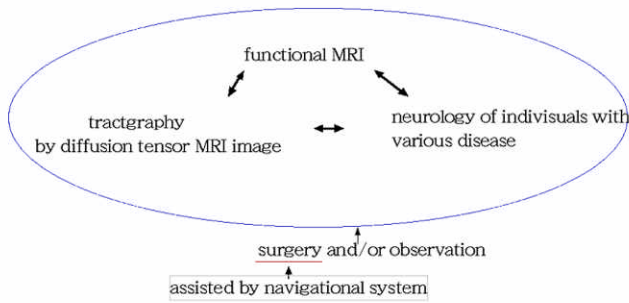 functional MRI
tractgraphy
by diffusion tensor MRI image
neurology of indivisuals with
various disease
surgery and/or observation
assisted by navigational system